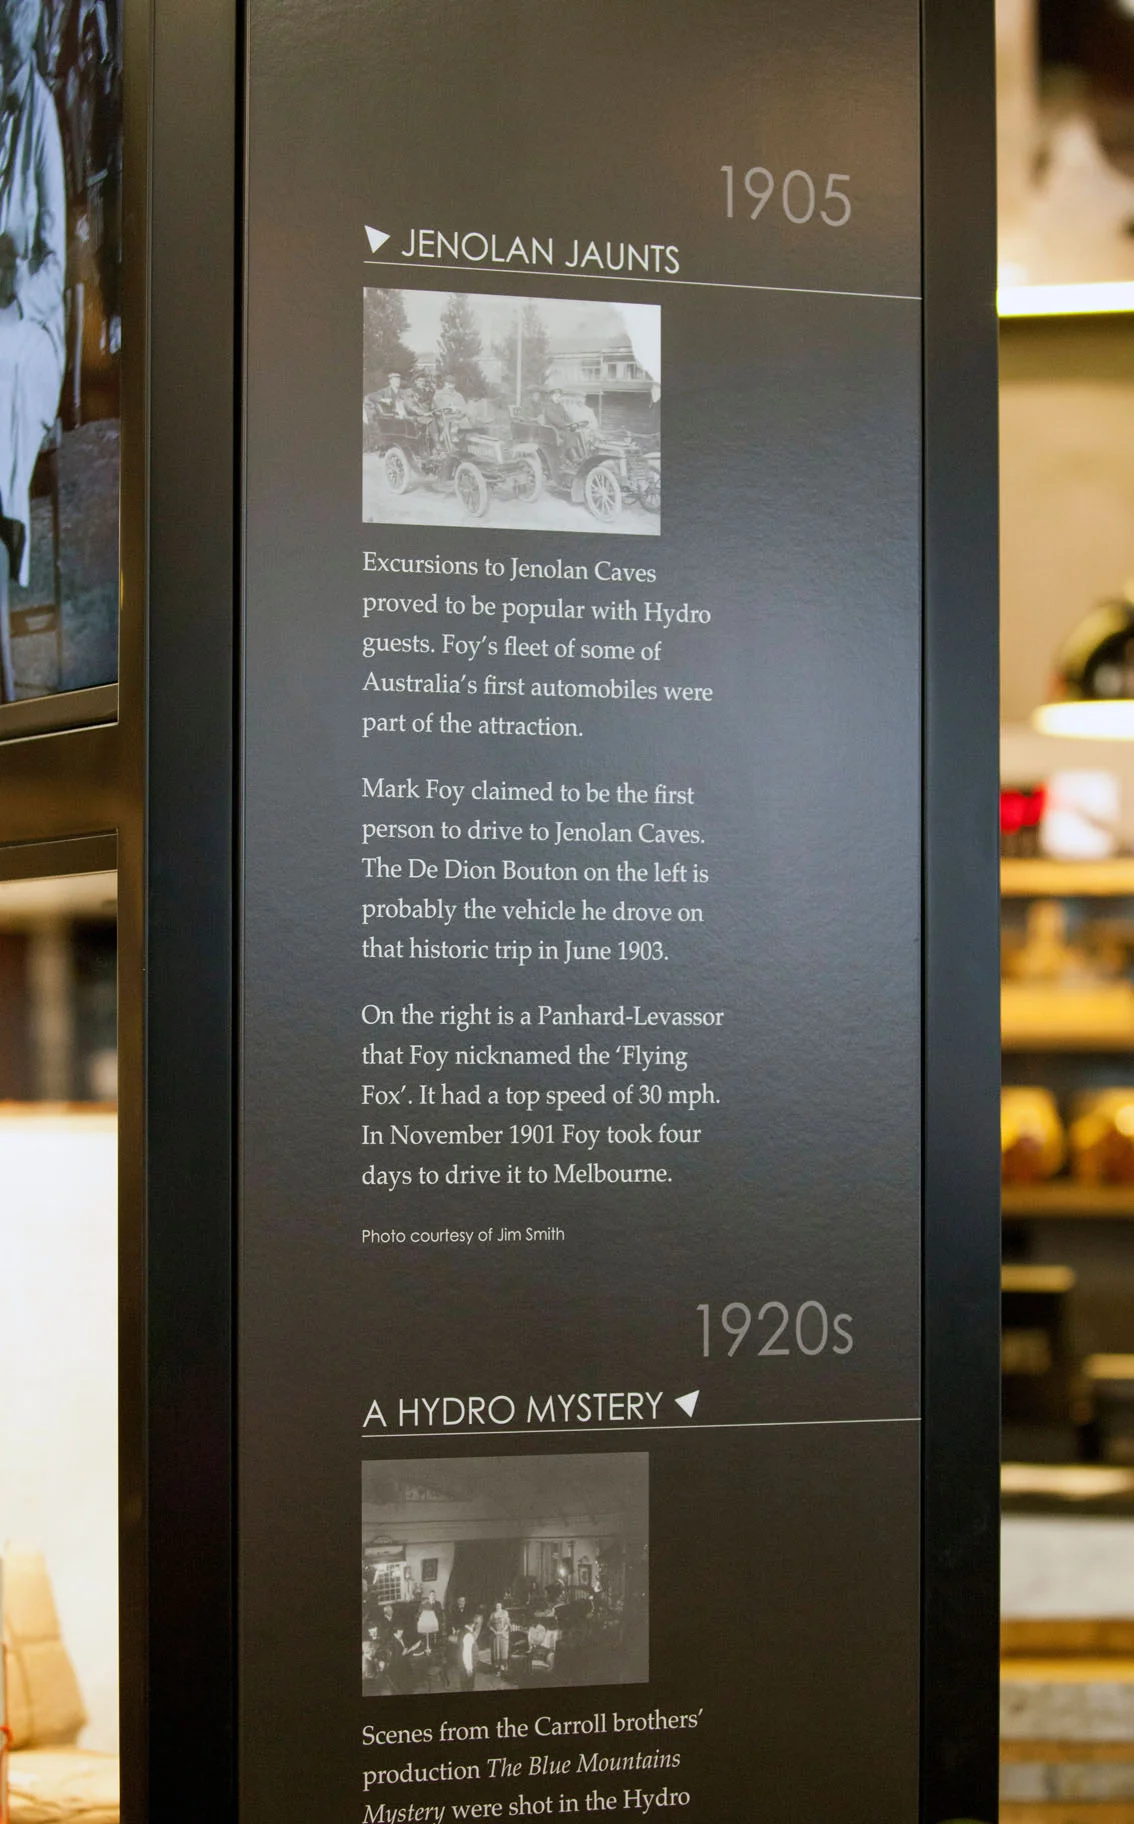 1905
JENOLAN JAUNTS
Excursions to Jenolan Caves
proved to be popular with Hydro
guests. Foy's fleet of some of
Australia's first automobiles were
part of the attraction.
Mark Foy claimed to be the first
person to drive to Jenolan Caves.
The De Dion Bouton on the left is
probably the vehicle he drove on
that historic trip in June 1903.
On the right is a Panhard-Levassor
that Foy nicknamed the 'Flying
Fox'. It had a top speed of 30 mph.
In November 1901 Foy took four
days to drive it to Melbourne.
Photo courtesy of Jim Smith
1920s
A HYDRO MYSTERY
Scenes from the Carroll brothers'
production The Blue Mountains
Mystery were shot in the Hydro